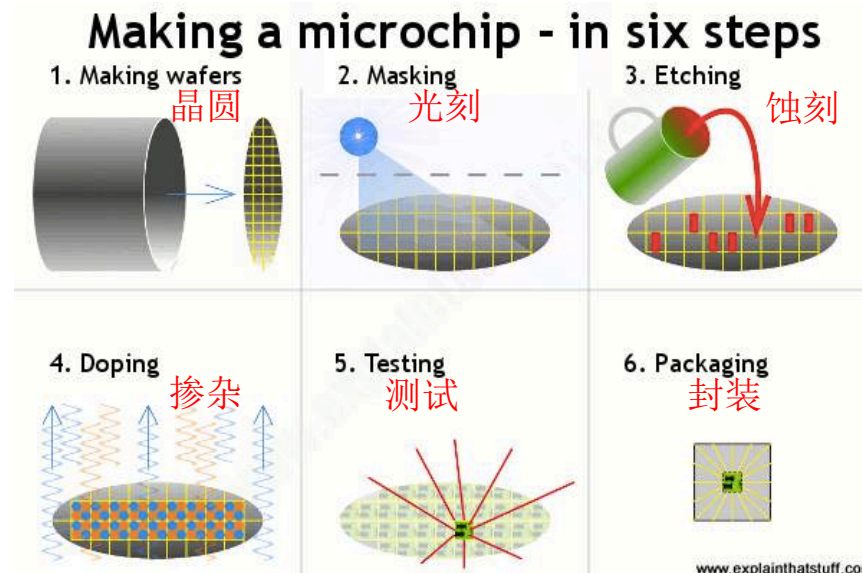 Making a microchip - in six steps
1. Making wafers
晶圆
2. Masking
光刻
3. Etching
蚀刻
4. Doping
掺杂
5. Testing
测试
6. Packaging
封装
www.explainthatstuff.co